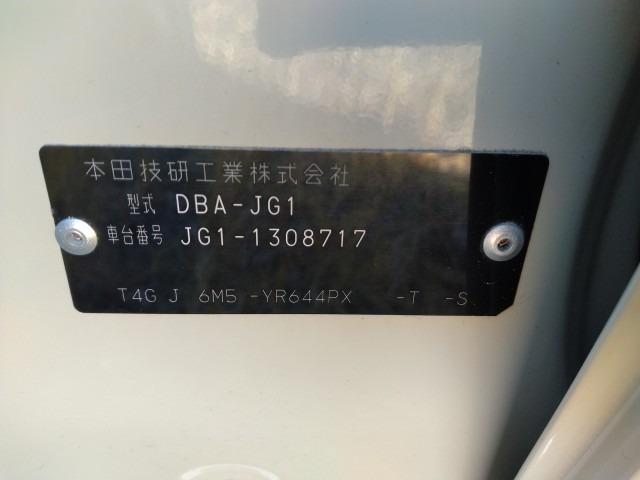 本田技研工業株式会社
型式 DBA-JG1
車台番号 JG1-1308717
T4G J 6M5 -YR644PX -T -S